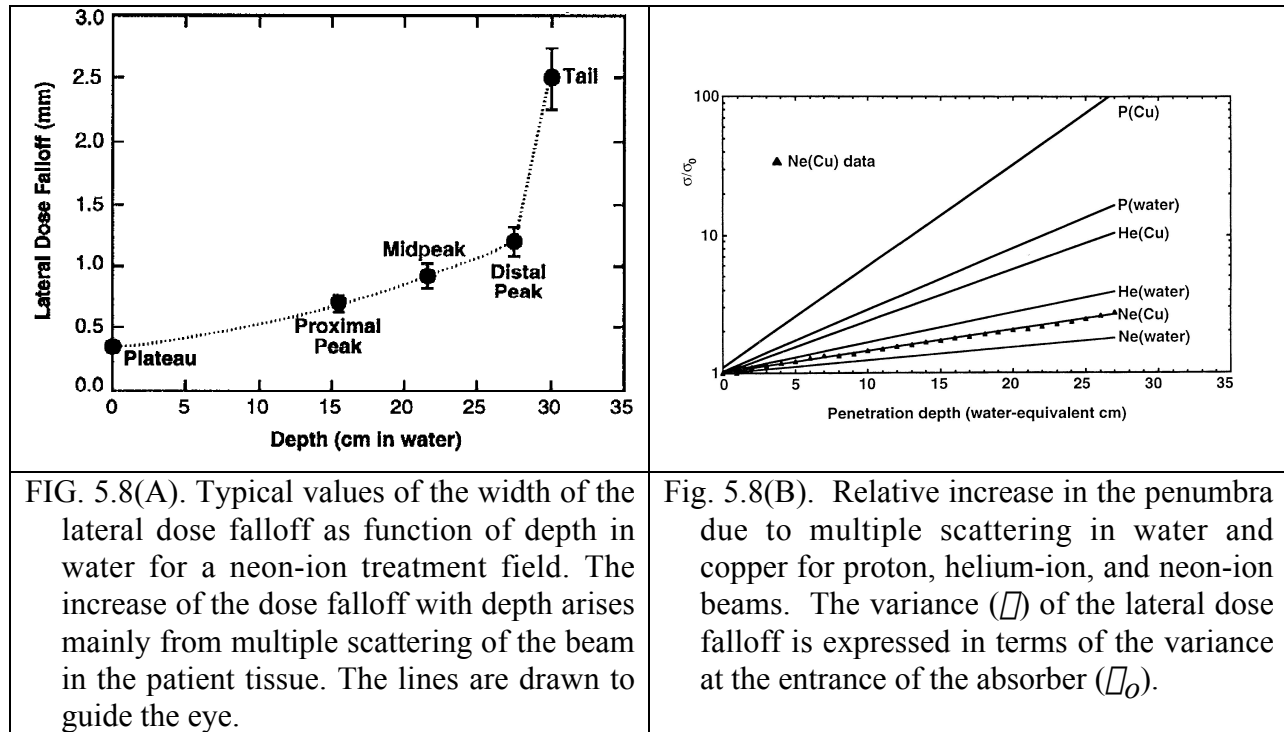 3.0
2.5
2.0
1.5
1.0
0.5
0.0
Lateral Dose Falloff (mm)
Tail
Midpeak
Distal
Peak
Proximal
Peak
Plateau
0 5 10 15 20 25 30 35
Depth (cm in water)
100
10
1
σ/σ0
Ne(Cu) data
P(Cu)
P(water)
He(Cu)
He(water)
Ne(Cu)
Ne(water)
0 5 10 15 20 25 30 35
Penetration depth (water-equivalent cm)
FIG. 5.8(A). Typical values of the width of the
lateral dose falloff as function of depth in
water for a neon-ion treatment field. The
increase of the dose falloff with depth arises
mainly from multiple scattering of the beam
in the patient tissue. The lines are drawn to
guide the eye.
Fig. 5.8(B). Relative increase in the penumbra
due to multiple scattering in water and
copper for proton, helium-ion, and neon-ion
beams. The variance (▯) of the lateral dose
falloff is expressed in terms of the variance
at the entrance of the absorber (▯o).